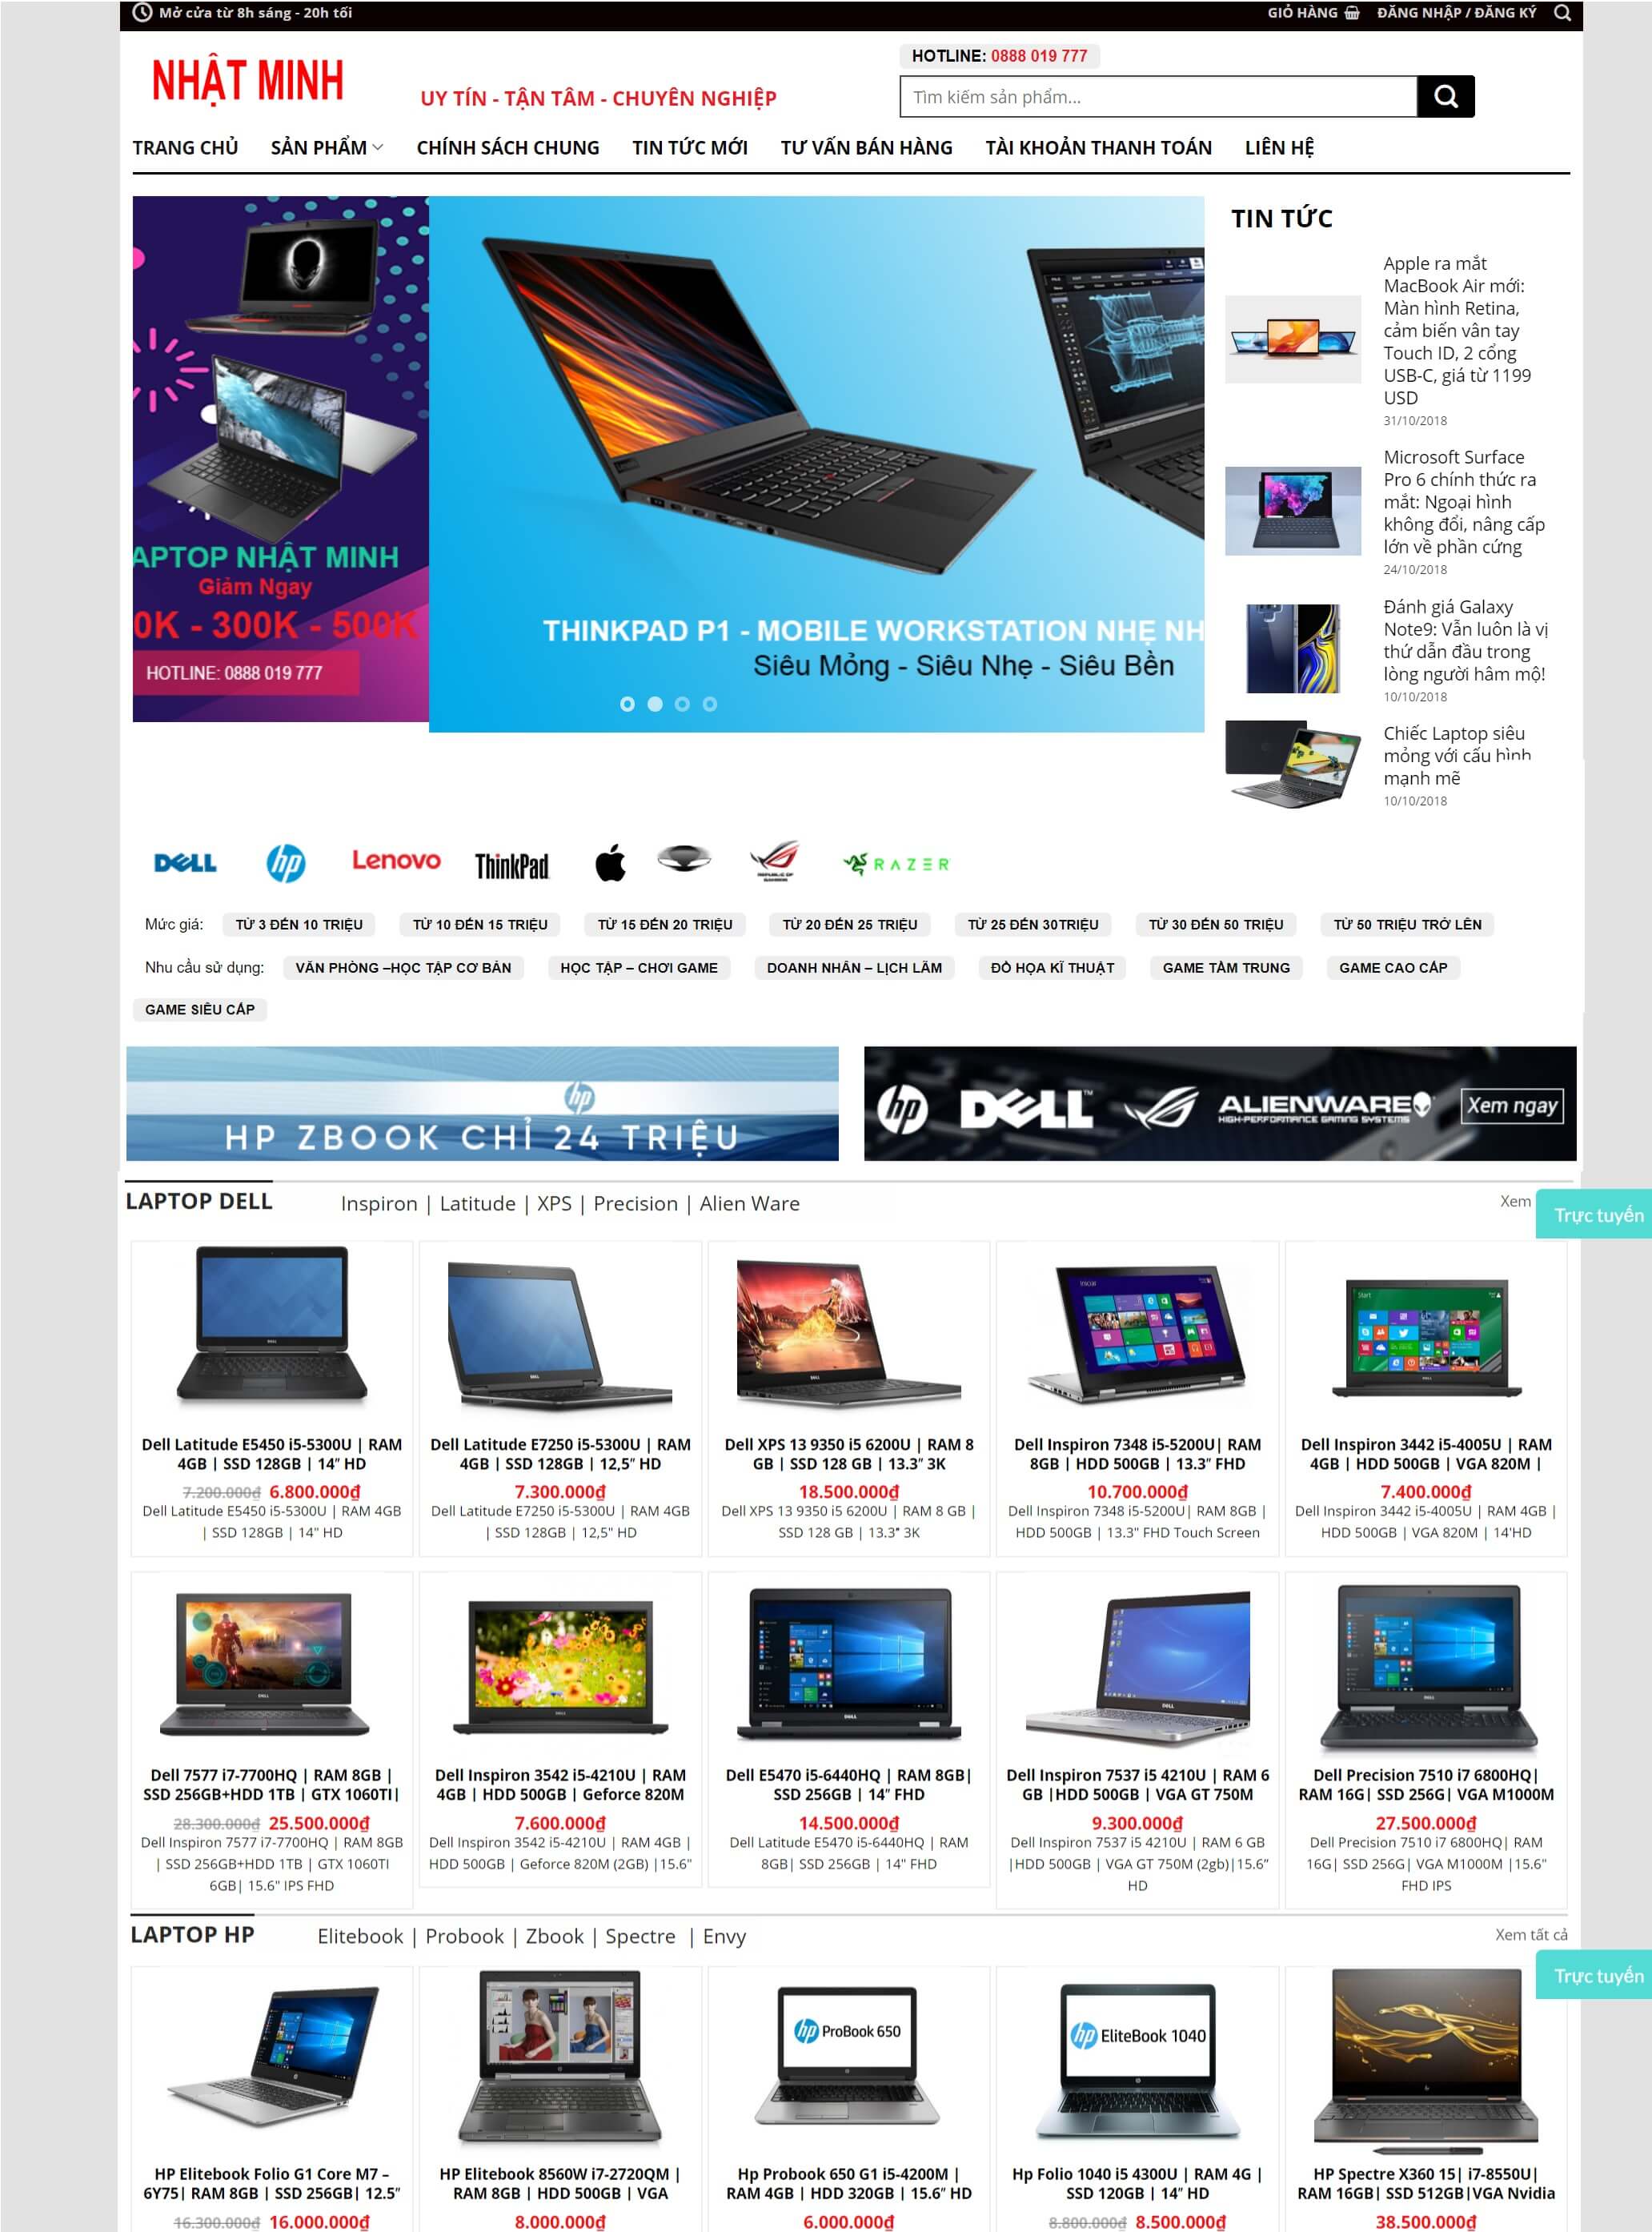 Mở cửa từ 8h sáng - 20h tối
GIỎ HÀNG
ĐĂNG NHẬP / ĐĂNG KÝ
HOTLINE: 0888 019 777
NHẬT MINH
UY TÍN - TẬN TÂM - CHUYÊN NGHIỆP
Tìm kiếm sản phẩm...
TRANG CHỦ
SẢN PHẨM
CHÍNH SÁCH CHUNG
TIN TỨC MỚI
TƯ VẤN BÁN HÀNG
TÀI KHOẢN THANH TOÁN
LIÊN HỆ
APTOP NHẬT MINH
Giảm Ngay
0K - 300K - 500K
HOTLINE: 0888 019 777
THINKPAD P1 - MOBILE WORKSTATION NHẸ NH
Siêu Mỏng - Siêu Nhẹ - Siêu Bền
TIN TỨC
Apple ra mắt
MacBook Air mới:
Màn hình Retina,
cảm biến vân tay
Touch ID, 2 cổng
USB-C, giá từ 1199
USD
31/10/2018
Microsoft Surface
Pro 6 chính thức ra
mắt: Ngoại hình
không đổi, nâng cấp
lớn về phần cứng
24/10/2018
Đánh giá Galaxy
Note9: Vẫn luôn là vị
thứ dẫn đầu trong
lòng người hâm mộ!
10/10/2018
Chiếc Laptop siêu
mỏng với cấu hình
mạnh mẽ
10/10/2018
DELL
hp
Lenovo
ThinkPad
REPUBLIC OF
GAMERS
RAZER
Mức giá:
TỪ 3 ĐẾN 10 TRIỆU
TỪ 10 ĐẾN 15 TRIỆU
TỪ 15 ĐẾN 20 TRIỆU
TỪ 20 ĐẾN 25 TRIỆU
TỪ 25 ĐẾN 30TRIỆU
TỪ 30 ĐẾN 50 TRIỆU
TỪ 50 TRIỆU TRỞ LÊN
Nhu cầu sử dụng:
VĂN PHÒNG –HỌC TẬP CƠ BẢN
HỌC TẬP – CHƠI GAME
DOANH NHÂN – LỊCH LÃM
ĐỒ HỌA KĨ THUẬT
GAME TẦM TRUNG
GAME CAO CẤP
GAME SIÊU CẤP
hp
HP ZBOOK CHỈ 24 TRIỆU
hp
DELL™
ALIENWARE
HIGH-PERFORMANCE GAMING SYSTEMS
Xem ngay
LAPTOP DELL
Inspiron | Latitude | XPS | Precision | Alien Ware
Xem
Trực tuyến
Dell Latitude E5450 i5-5300U | RAM
4GB | SSD 128GB | 14″ HD
7.200.000₫ 6.800.000₫
Dell Latitude E5450 i5-5300U | RAM 4GB
| SSD 128GB | 14" HD
Dell Latitude E7250 i5-5300U | RAM
4GB | SSD 128GB | 12,5″ HD
7.300.000₫
Dell Latitude E7250 i5-5300U | RAM 4GB
| SSD 128GB | 12,5" HD
Dell XPS 13 9350 i5 6200U | RAM 8
GB | SSD 128 GB | 13.3″ 3K
18.500.000₫
Dell XPS 13 9350 i5 6200U | RAM 8 GB |
SSD 128 GB | 13.3" 3K
Dell Inspiron 7348 i5-5200U| RAM
8GB | HDD 500GB | 13.3″ FHD
10.700.000₫
Dell Inspiron 7348 i5-5200U| RAM 8GB |
HDD 500GB | 13.3" FHD Touch Screen
Dell Inspiron 3442 i5-4005U | RAM
4GB | HDD 500GB | VGA 820M |
7.400.000₫
Dell Inspiron 3442 i5-4005U | RAM 4GB |
HDD 500GB | VGA 820M | 14'HD
Dell 7577 i7-7700HQ | RAM 8GB |
SSD 256GB+HDD 1TB | GTX 1060TI|
28.300.000₫ 25.500.000₫
Dell Inspiron 7577 i7-7700HQ | RAM 8GB
| SSD 256GB+HDD 1TB | GTX 1060TI
6GB| 15.6" IPS FHD
Dell Inspiron 3542 i5-4210U | RAM
4GB | HDD 500GB | Geforce 820M
7.600.000₫
Dell Inspiron 3542 i5-4210U | RAM 4GB |
HDD 500GB | Geforce 820M (2GB) |15.6"
Dell E5470 i5-6440HQ | RAM 8GB|
SSD 256GB | 14″ FHD
14.500.000₫
Dell Latitude E5470 i5-6440HQ | RAM
8GB| SSD 256GB | 14" FHD
Dell Inspiron 7537 i5 4210U | RAM 6
GB |HDD 500GB | VGA GT 750M
9.300.000₫
Dell Inspiron 7537 i5 4210U | RAM 6 GB
|HDD 500GB | VGA GT 750M (2gb)|15.6"
HD
Dell Precision 7510 i7 6800HQ|
RAM 16G| SSD 256G| VGA M1000M
27.500.000₫
Dell Precision 7510 i7 6800HQ| RAM
16G| SSD 256G| VGA M1000M |15.6"
FHD IPS
LAPTOP HP
Elitebook | Probook | Zbook | Spectre | Envy
Xem tất cả
Trực tuyến
hp ProBook 650
hp EliteBook 1040
HP Elitebook Folio G1 Core M7 –
6Y75| RAM 8GB | SSD 256GB| 12.5″
16.300.000₫ 16.000.000₫
HP Elitebook 8560W i7-2720QM |
RAM 8GB | HDD 500GB | VGA
8.000.000₫
Hp Probook 650 G1 i5-4200M |
RAM 4GB | HDD 320GB | 15.6″ HD
6.000.000₫
Hp Folio 1040 i5 4300U | RAM 4G |
SSD 120GB | 14″ HD
8.800.000₫ 8.500.000₫
HP Spectre X360 15| i7-8550U|
RAM 16GB| SSD 512GB|VGA Nvidia
38.500.000₫